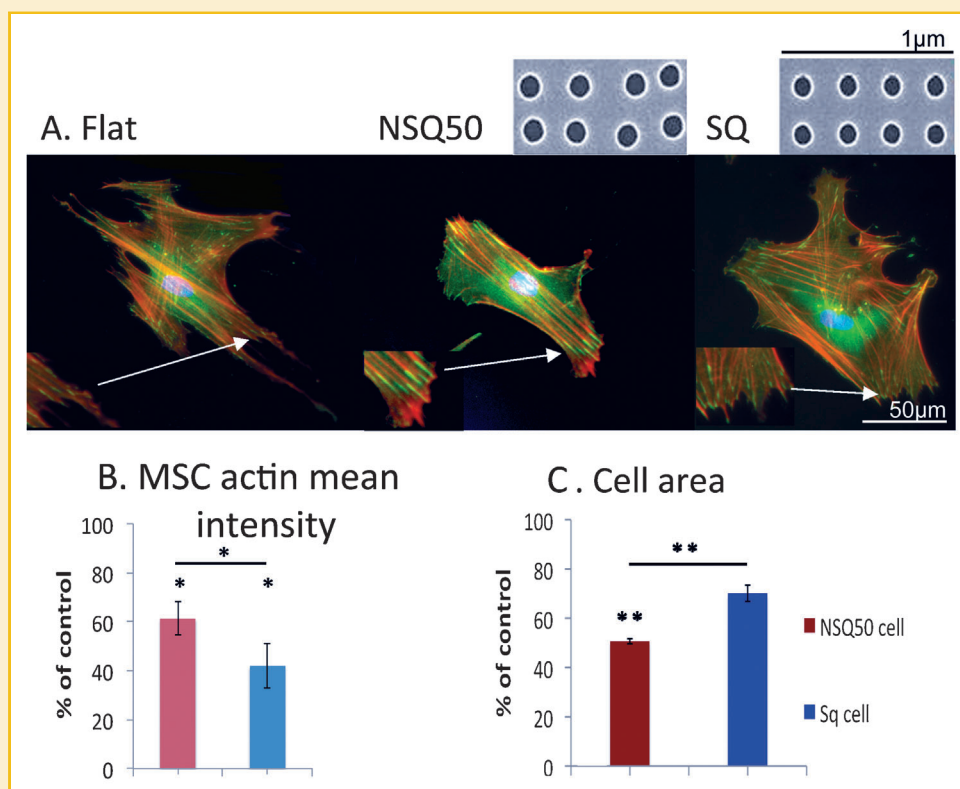 1µm
A. Flat
NSQ50
SQ
50µm
B. MSC actin mean
intensity
% of control
100
80
60
40
20
0
*
*
*
C . Cell area
% of control
100
80
60
40
20
0
**
**
NSQ50 cell
Sq cell